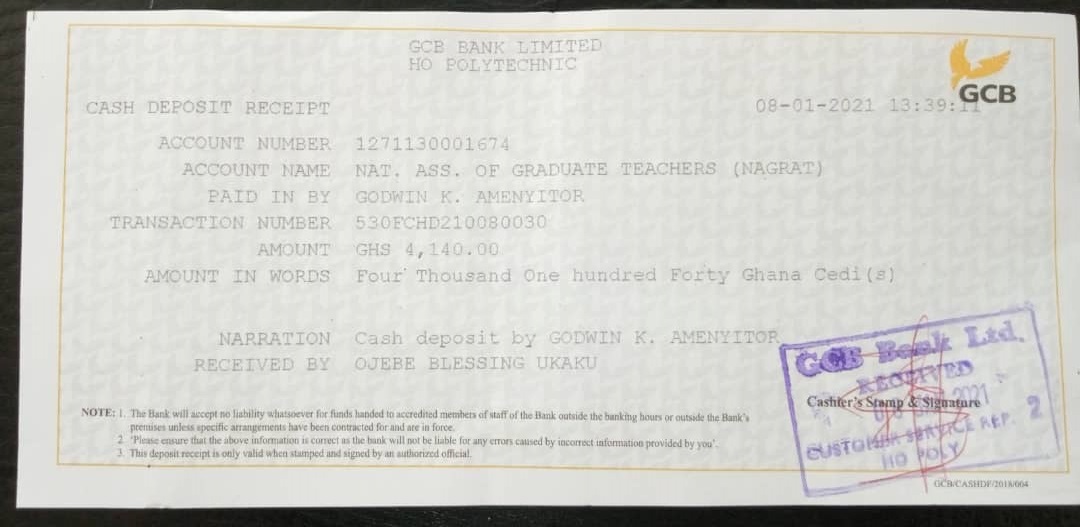 GCB BANK LIMITED
HO POLYTECHNIC
GCB
CASH DEPOSIT RECEIPT 08-01-2021 13:39:11
ACCOUNT NUMBER 1271130001674
ACCOUNT NAME NAT. ASS. OF GRADUATE TEACHERS (NAGRAT)
PAID IN BY GODWIN K. AMENYITOR
TRANSACTION NUMBER 530FCHD210080030
AMOUNT GHS 4,140.00
AMOUNT IN WORDS Four Thousand One hundred Forty Ghana Cedi(s)
NARRATION Cash deposit by GODWIN K. AMENYITOR
RECEIVED BY OJEBE BLESSING UKAKU
GCB Bank Ltd.
RECEIVED
Cashier's Stamp & Signature
2021
CUSTOMER SERVICE REP. 2
HO POLY
NOTE: 1. The Bank will accept no liability whatsoever for funds handed to accredited members of staff of the Bank outside the banking hours or outside the Bank's
premises unless specific arrangements have been contracted for and are in force.
2. 'Please ensure that the above information is correct as the bank will not be liable for any errors caused by incorrect information provided by you'.
3. This deposit receipt is only valid when stamped and signed by an authorized official.
GCB/CASHDF/2018/004